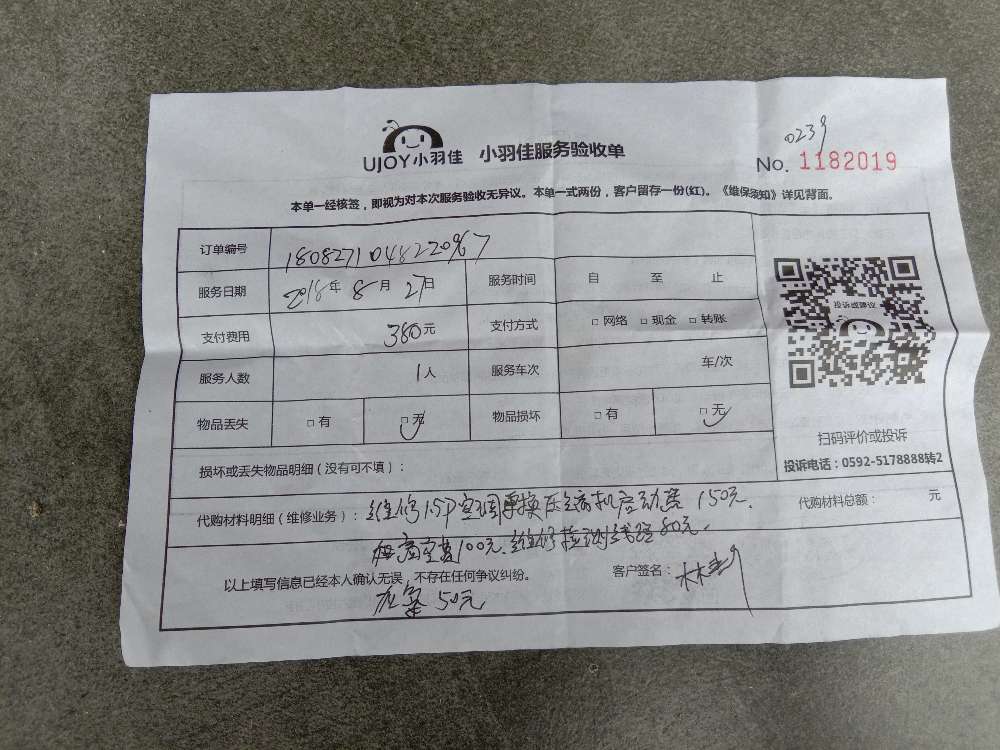 UJOY小羽佳 小羽佳服务验收单
0239
No. 1182019
本单一经核签，即视为对本次服务验收无异议。本单一式两份，客户留存一份(红)。《维保须知》详见背面。
订单编号
服务日期 2018年 8月 27日 服务时间 自 至 止
投诉或建议
支付费用 380元 支付方式 □ 网络 □ 现金 □ 转账
服务人数 1人 服务车次 车/次
物品丢失 □ 有 □ 无 物品损坏 □ 有 □ 无
扫码评价或投诉
损坏或丢失物品明细（没有可不填）：
投诉电话：0592-5178888转2
代购材料明细（维修业务）：维修1.5P空调 换压缩机启动 150元.
代购材料总额： 元
高空费100元.维修检测线路80元.
以上填写信息已经本人确认无误，不存在任何争议纠纷。 客户签名：林
应急 50元